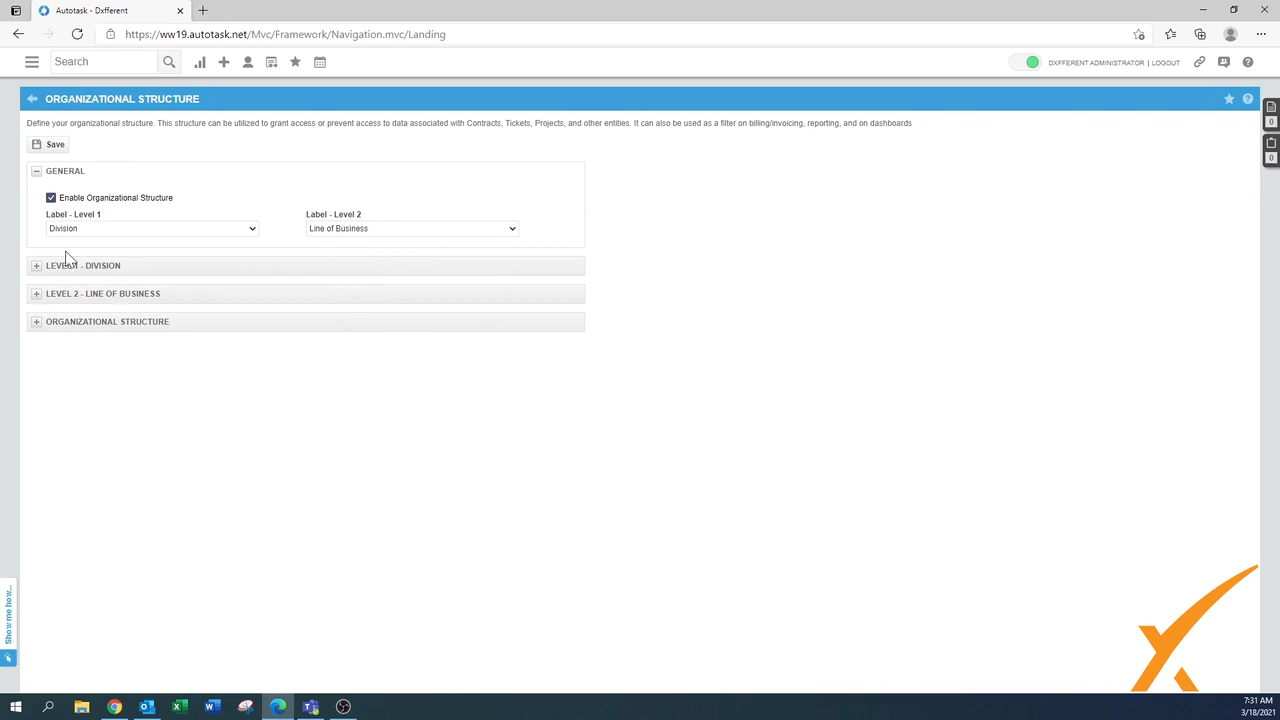 Autotask - Dxfferent
https://ww19.autotask.net/Mvc/Framework/Navigation.mvc/Landing
Search
DXFFERENT ADMINISTRATOR | LOGOUT
ORGANIZATIONAL STRUCTURE
Define your organizational structure. This structure can be utilized to grant access or prevent access to data associated with Contracts, Tickets, Projects, and other entities. It can also be used as a filter on billing/invoicing, reporting, and on dashboards
0
Save
0
GENERAL
Enable Organizational Structure
Label - Level 1
Label - Level 2
Division
Line of Business
LEVEL 1 - DIVISION
LEVEL 2 - LINE OF BUSINESS
ORGANIZATIONAL STRUCTURE
Show me how...
7:31 AM
3/18/2021